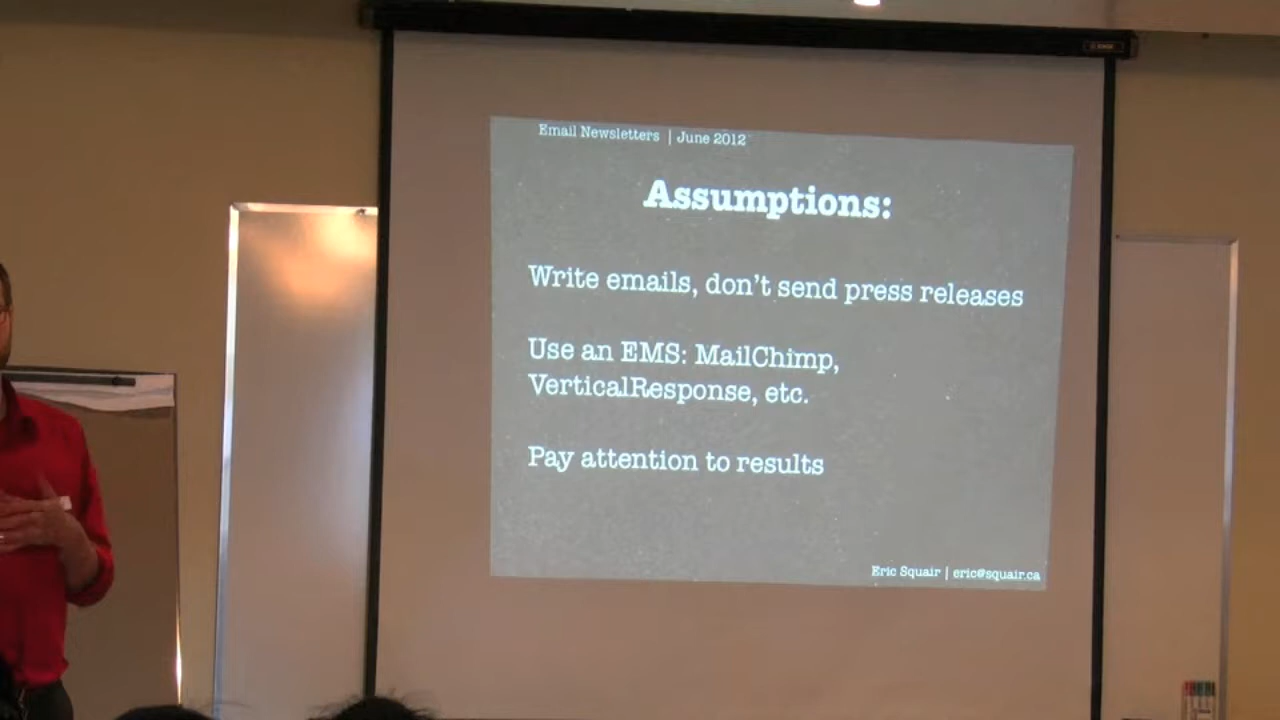 Email Newsletters | June 2012
Assumptions:
Write emails, don't send press releases
Use an EMS: MailChimp,
VerticalResponse, etc.
Pay attention to results
Eric Squair | eric@squair.ca